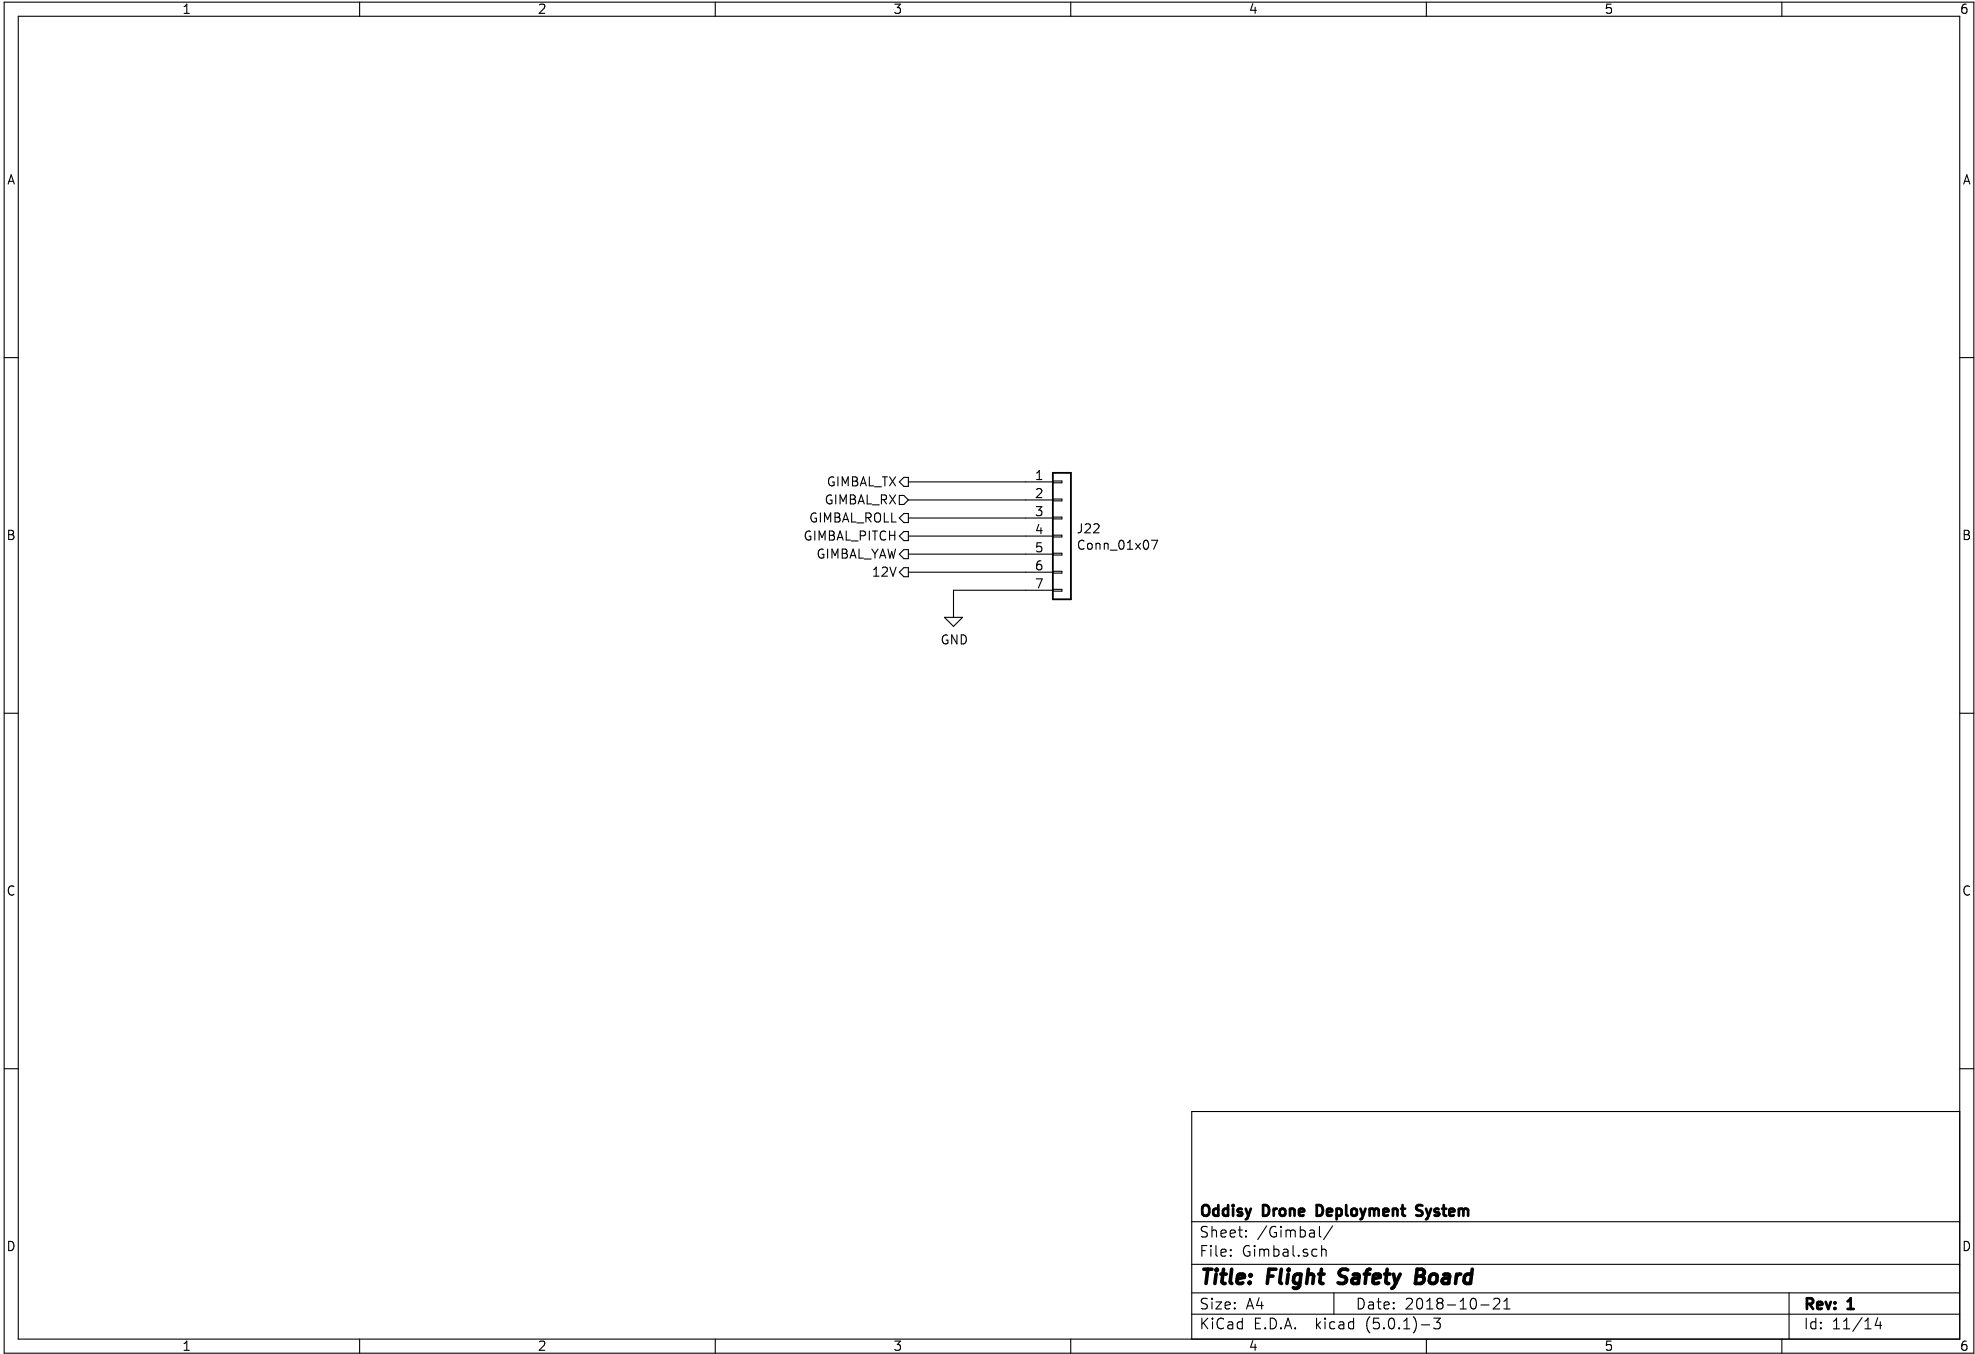 1 2 3 4 5 6
A A
GIMBAL_TX 1
GIMBAL_RX 2
GIMBAL_ROLL 3
GIMBAL_PITCH 4
GIMBAL_YAW 5
12V 6
7
J22
Conn_01x07
GND
B B
C C
D D
Oddisy Drone Deployment System
Sheet: /Gimbal/
File: Gimbal.sch
Title: Flight Safety Board
Size: A4 Date: 2018-10-21 Rev: 1
KiCad E.D.A. kicad (5.0.1)-3 Id: 11/14
1 2 3 4 5 6